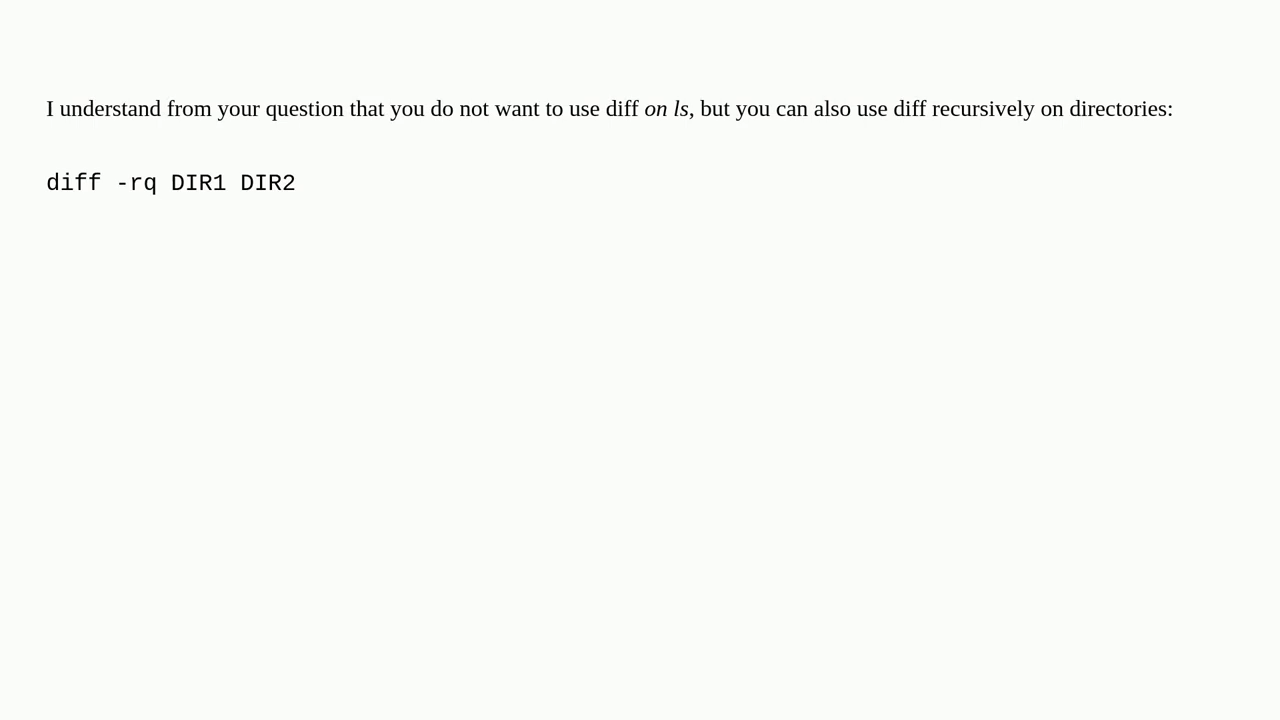 I understand from your question that you do not want to use diff on ls, but you can also use diff recursively on directories:
diff -rq DIR1 DIR2